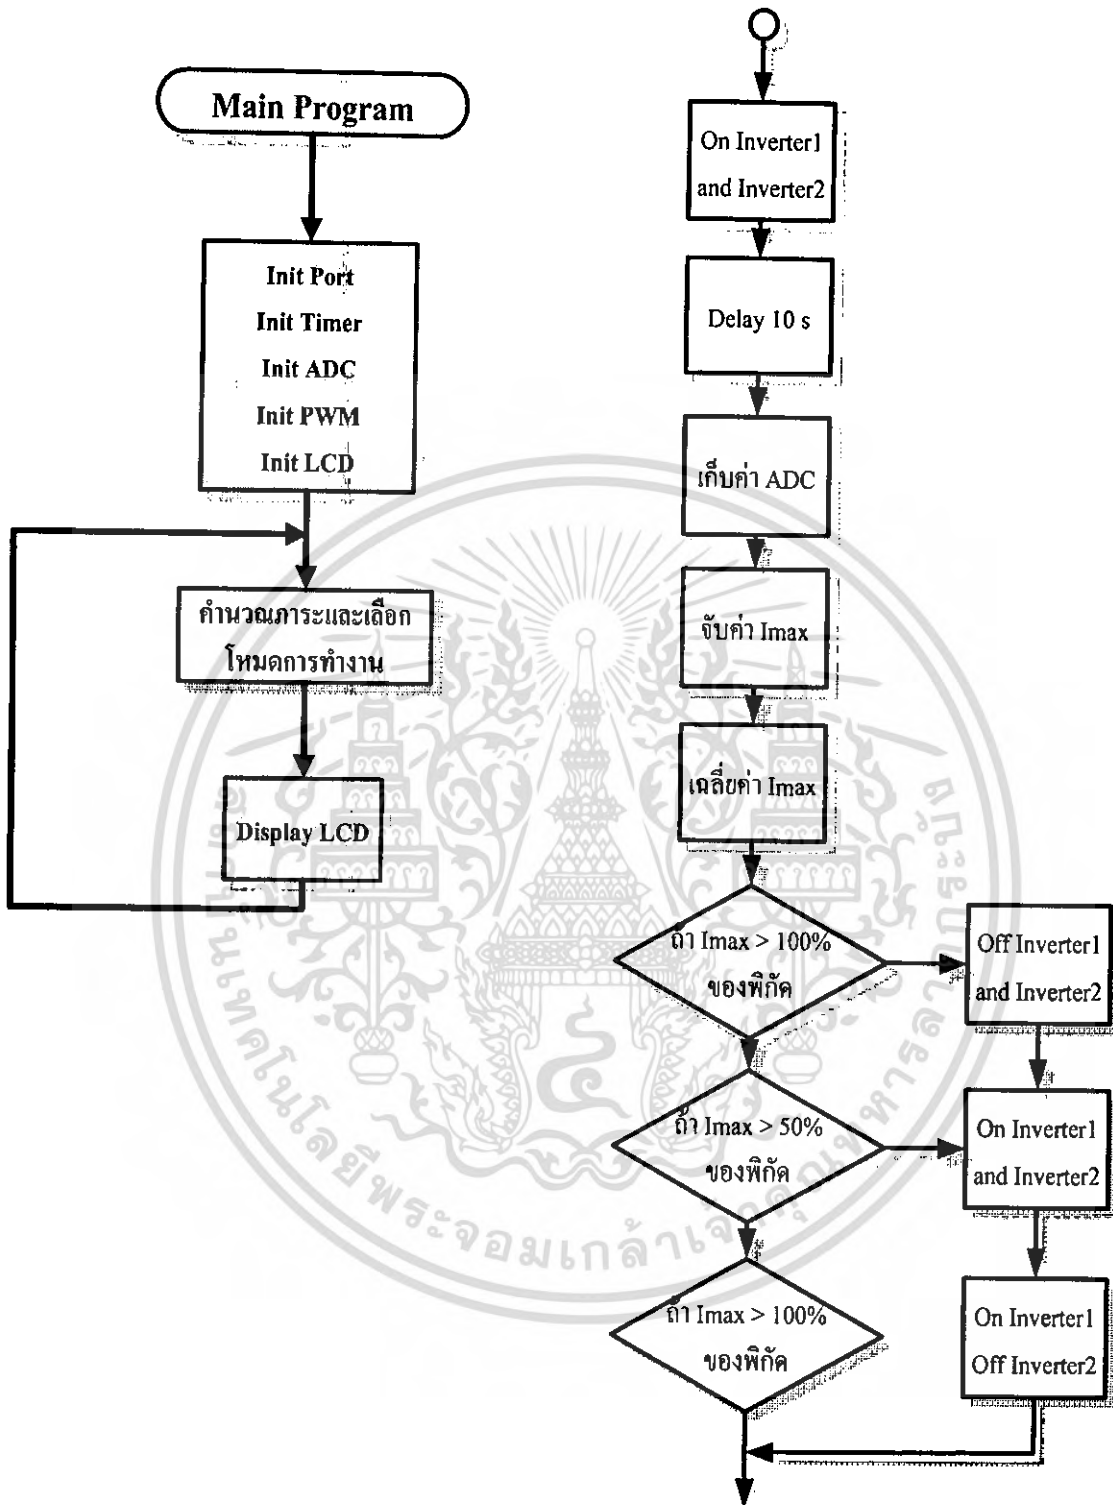 Main Program
Init Port
Init Timer
Init ADC
Init PWM
Init LCD
คำนวณภาระและเลือก
โหมดการทำงาน
Display LCD
On Inverter1
and Inverter2
Delay 10 s
เก็บค่า ADC
จับค่า Imax
เฉลี่ยค่า Imax
ถ้า Imax > 100%
ของพิกัด
Off Inverter1
and Inverter2
ถ้า Imax > 50%
ของพิกัด
On Inverter1
and Inverter2
ถ้า Imax > 100%
ของพิกัด
On Inverter1
Off Inverter2